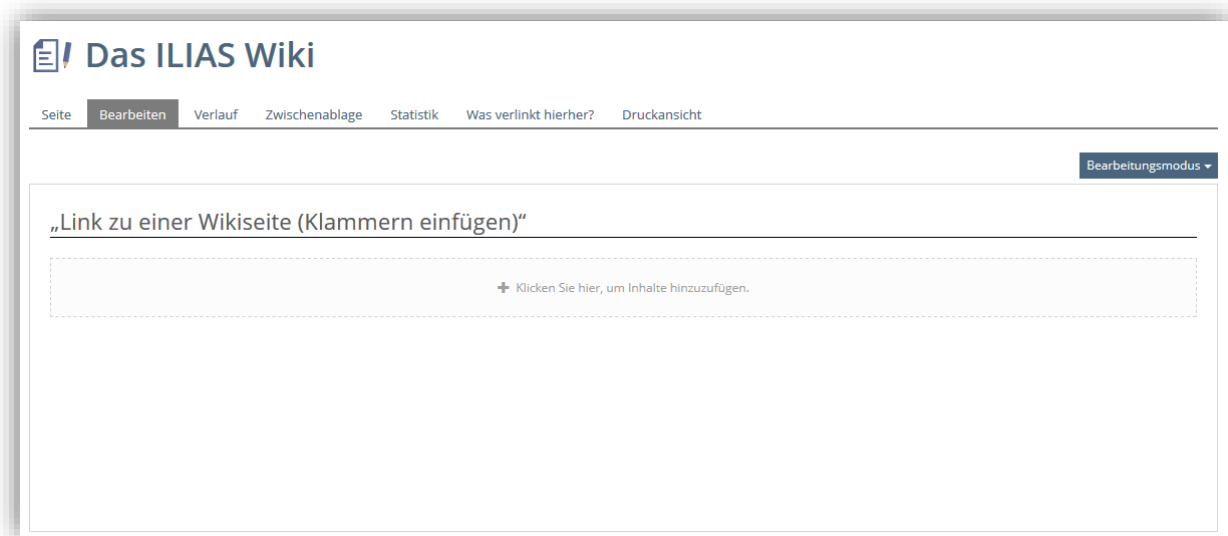 Das ILIAS Wiki
Seite Bearbeiten Verlauf Zwischenablage Statistik Was verlinkt hierher? Druckansicht
Bearbeitungsmodus
„Link zu einer Wikiseite (Klammern einfügen)“
Klicken Sie hier, um Inhalte hinzuzufügen.